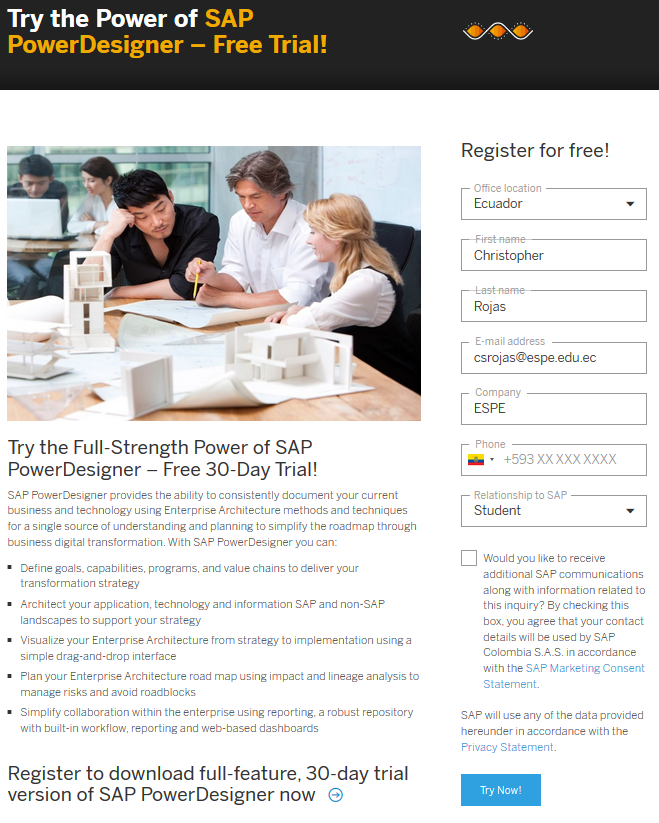 Try the Power of SAP
PowerDesigner – Free Trial!
Try the Full-Strength Power of SAP
PowerDesigner – Free 30-Day Trial!
SAP PowerDesigner provides the ability to consistently document your current
business and technology using Enterprise Architecture methods and techniques
for a single source of understanding and planning to simplify the roadmap through
business digital transformation. With SAP PowerDesigner you can:
Define goals, capabilities, programs, and value chains to deliver your
transformation strategy
Architect your application, technology and information SAP and non-SAP
landscapes to support your strategy
Visualize your Enterprise Architecture from strategy to implementation using a
simple drag-and-drop interface
Plan your Enterprise Architecture road map using impact and lineage analysis to
manage risks and avoid roadblocks
Simplify collaboration within the enterprise using reporting, a robust repository
with built-in workflow, reporting and web-based dashboards
Register to download full-feature, 30-day trial
version of SAP PowerDesigner now
Register for free!
Office location
Ecuador
First name
Christopher
Last name
Rojas
E-mail address
csrojas@espe.edu.ec
Company
ESPE
Phone
+593 XX XXX XXXX
Relationship to SAP
Student
Would you like to receive
additional SAP communications
along with information related to
this inquiry? By checking this
box, you agree that your contact
details will be used by SAP
Colombia S.A.S. in accordance
with the SAP Marketing Consent
Statement.
SAP will use any of the data provided
hereunder in accordance with the
Privacy Statement.
Try Now!